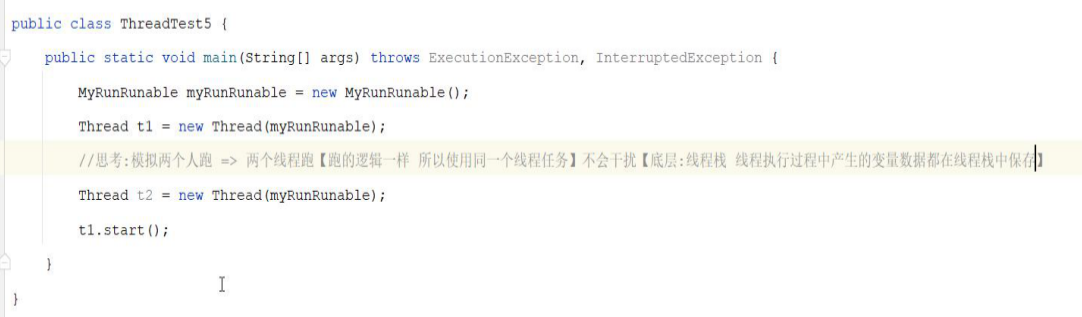 public class ThreadTest5 {
public static void main(String[] args) throws ExecutionException, InterruptedException {
MyRunRunable myRunRunable = new MyRunRunable();
Thread t1 = new Thread(myRunRunable);
//思考:模拟两个人跑 => 两个线程跑【跑的逻辑一样 所以使用同一个线程任务】不会干扰【底层:线程栈 线程执行过程中产生的变量数据都在线程栈中保存】
Thread t2 = new Thread(myRunRunable);
t1.start();
}
}